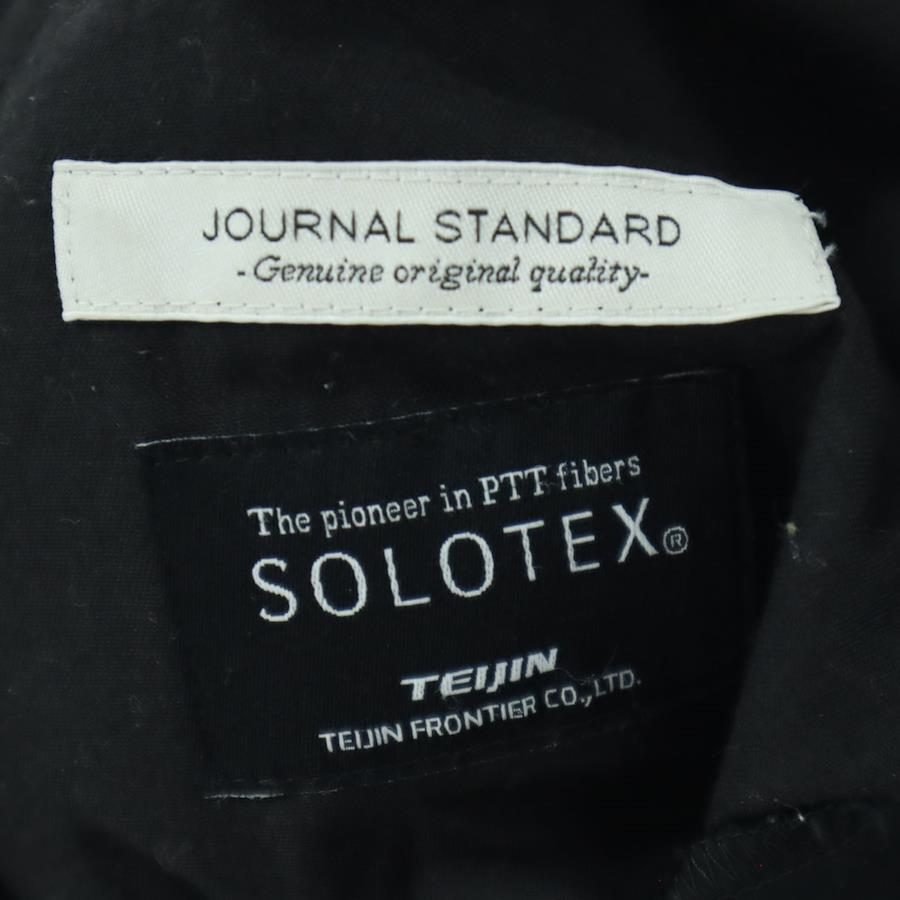 JOURNAL STANDARD
-Genuine original quality-
The pioneer in PTT fibers
SOLOTEX®
TEIJIN
TEIJIN FRONTIER CO.,LTD.